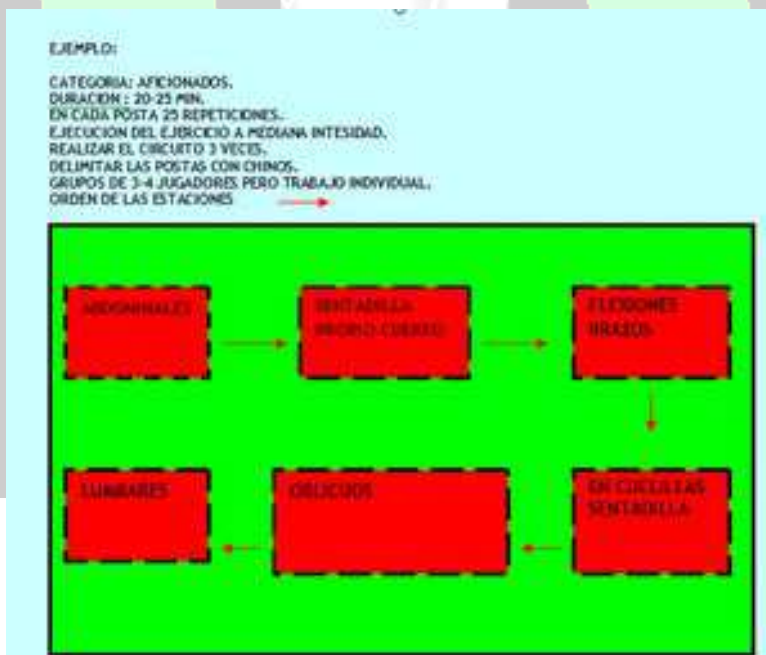 EJEMPLO:
CATEGORIA: AFICIONADOS.
DURACION : 20-25 MIN.
EN CADA POSTA 25 REPETICIONES.
EJECUCION DEL EJERCICIO A MEDIANA INTESIDAD.
REALIZAR EL CIRCUITO 3 VECES.
DELIMITAR LAS POSTAS CON CHINOS.
GRUPOS DE 3-4 JUGADORES PERO TRABAJO INDIVIDUAL.
ORDEN DE LAS ESTACIONES
ABDOMINALES
SENTADILLA
PROPIO CUERPO
FLEXIONES
BRAZOS
EN CUCLILLAS
SENTADILLA
OBLICUOS
LUMBARES